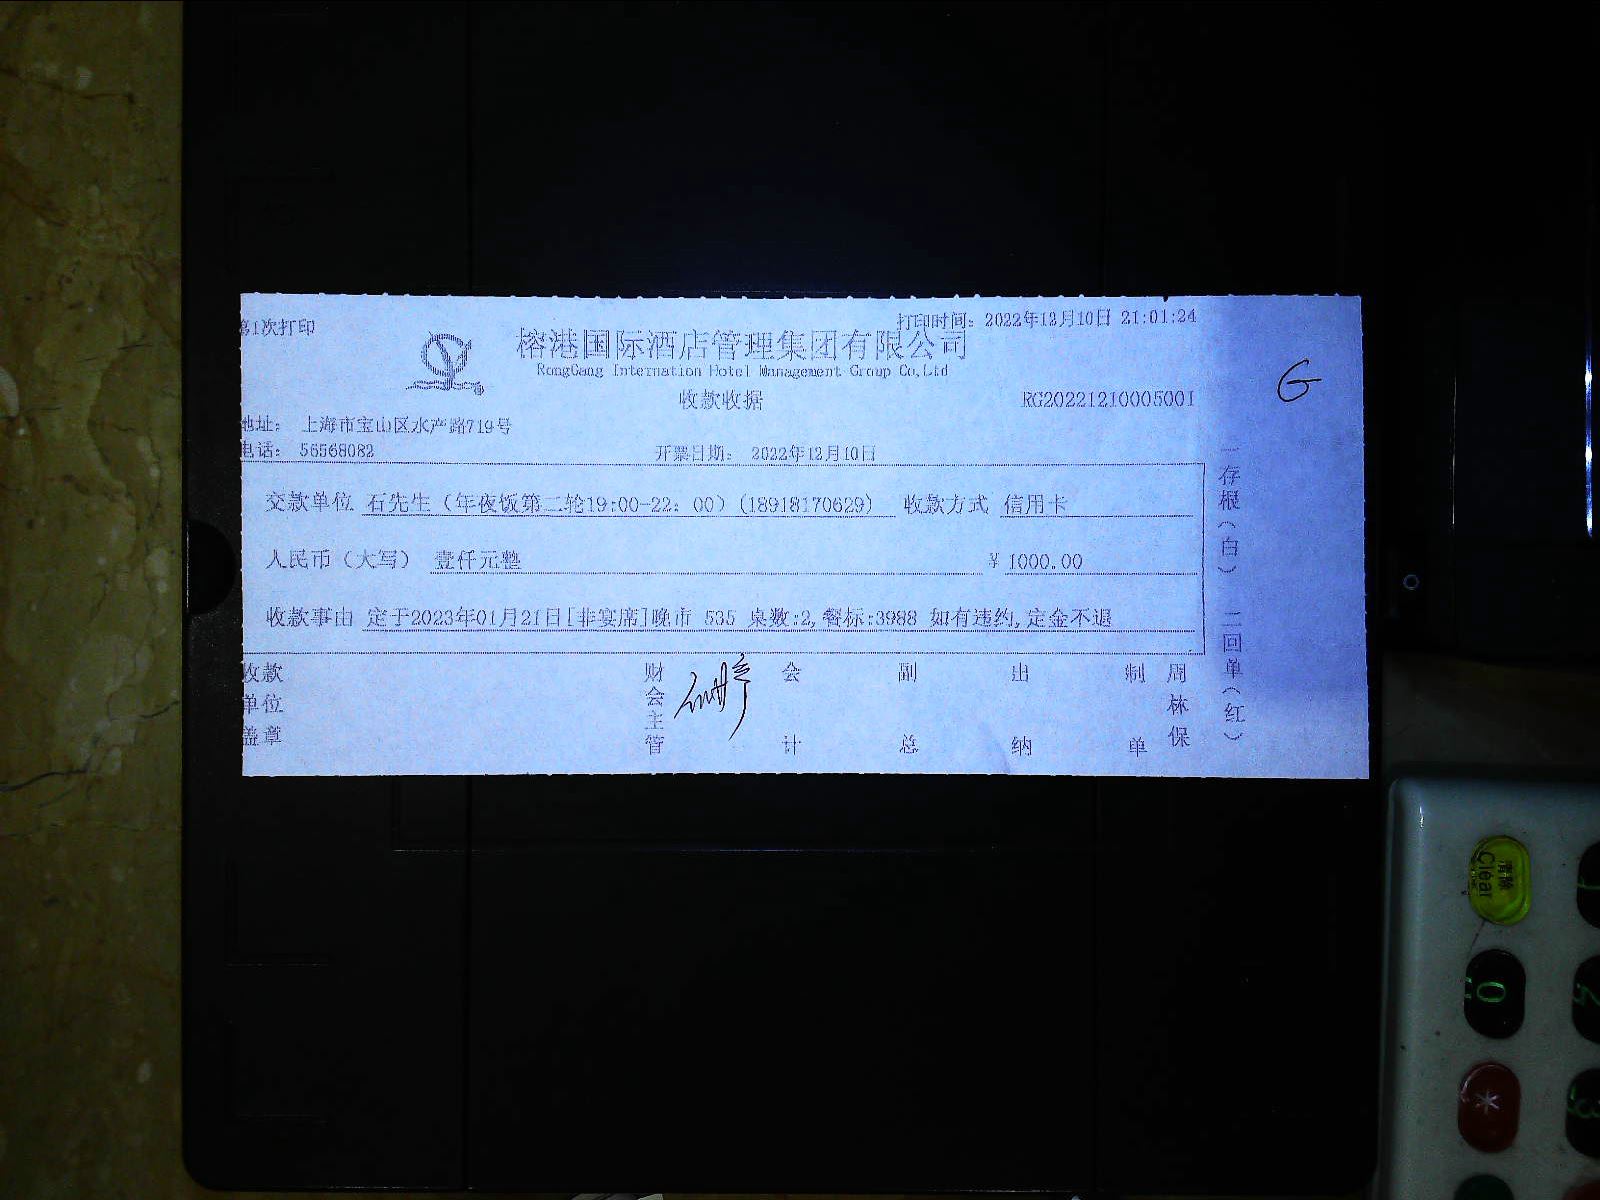 第1次打印
打印时间: 2022年12月10日 21:01:24
榕港国际酒店管理集团有限公司
RongGang Internation Hotel Management Group Co,Ltd
收款收据
RG20221210005001
地址: 上海市宝山区水产路719号
电话: 56568082
开票日期: 2022年12月10日
交款单位 石先生（年夜饭第二轮19:00-22：00）(18918170629) 收款方式 信用卡
人民币（大写） 壹仟元整 ¥ 1000.00
收款事由 定于2023年01月21日[非宴席]晚市 535 桌数:2,餐标:3988 如有违约,定金不退
收款单位盖章
财会主管
会计
副总
出纳
制单
周林保
一存根（白） 二回单（红）
G
清除
Clear
0
*
2
3